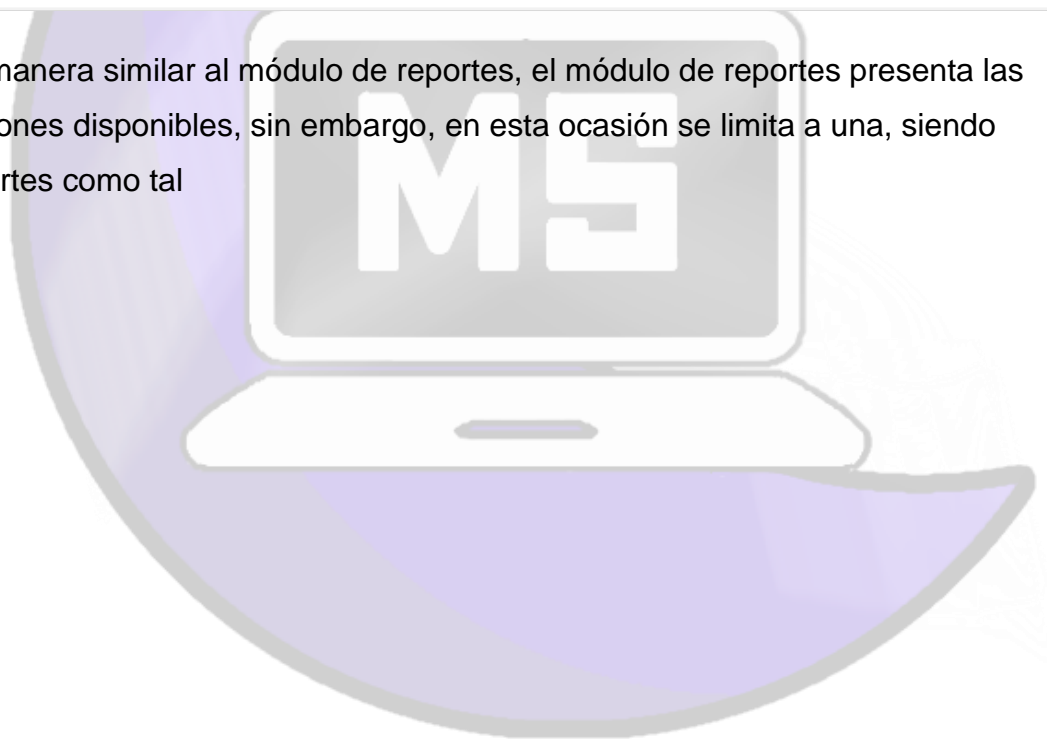 manera similar al módulo de reportes, el módulo de reportes presenta las
ones disponibles, sin embargo, en esta ocasión se limita a una, siendo
rtes como tal
MS